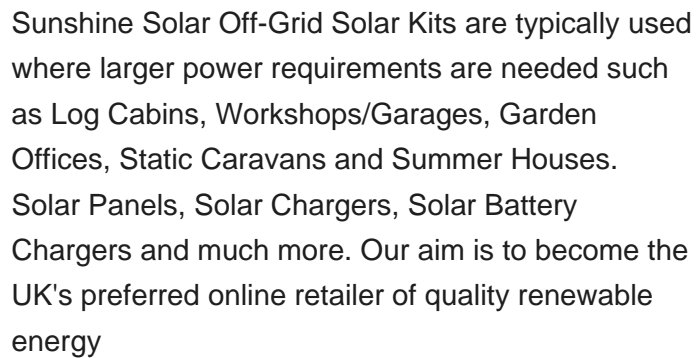 Sunshine Solar Off-Grid Solar Kits are typically used
where larger power requirements are needed such
as Log Cabins, Workshops/Garages, Garden
Offices, Static Caravans and Summer Houses.
Solar Panels, Solar Chargers, Solar Battery
Chargers and much more. Our aim is to become the
UK's preferred online retailer of quality renewable
energy